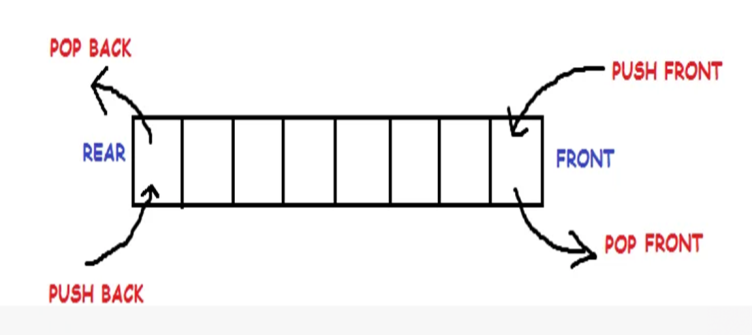 POP BACK
PUSH FRONT
REAR
FRONT
POP FRONT
PUSH BACK